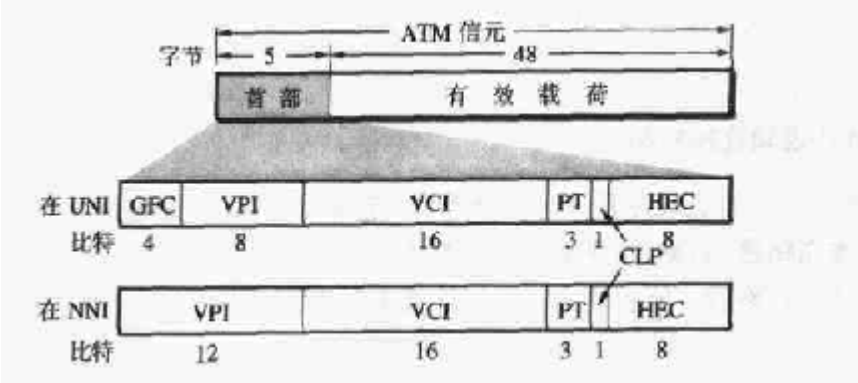 ATM 信元
字节 5 48
首部 有效载荷
在 UNI GFC VPI VCI PT HEC
比特 4 8 16 3 1 8
CLP
在 NNI VPI VCI PT HEC
比特 12 16 3 1 8